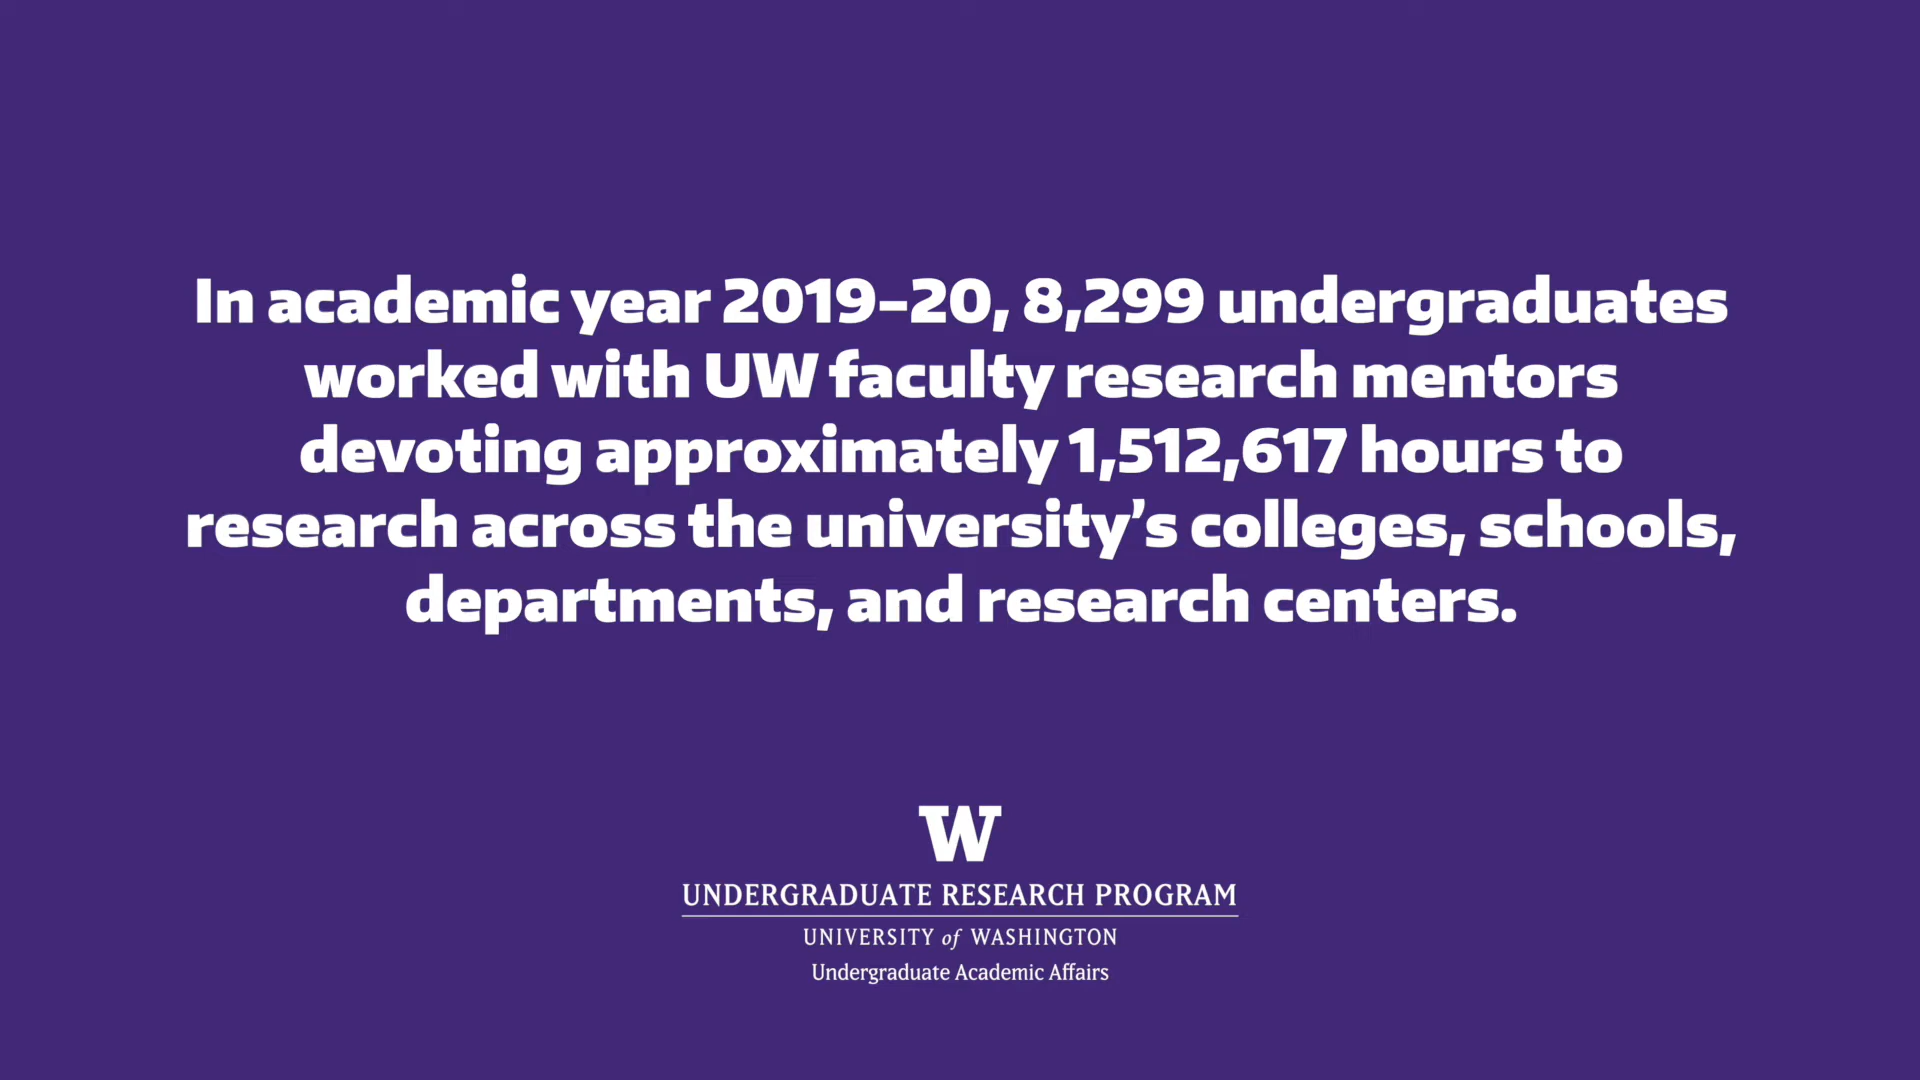 In academic year 2019–20, 8,299 undergraduates
worked with UW faculty research mentors
devoting approximately 1,512,617 hours to
research across the university’s colleges, schools,
departments, and research centers.
W
UNDERGRADUATE RESEARCH PROGRAM
UNIVERSITY of WASHINGTON
Undergraduate Academic Affairs